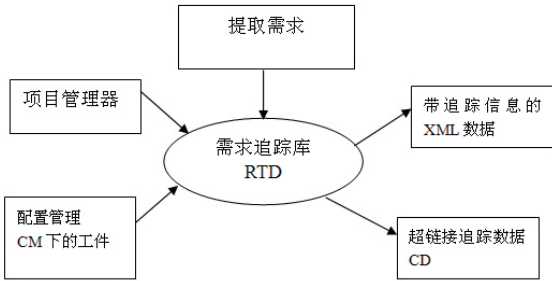 提取需求
项目管理器
需求追踪库
RTD
带追踪信息的
XML 数据
配置管理
CM 下的工件
超链接追踪数据
CD